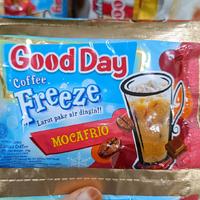 Good Day
Coffee
Freeze
Larut pake air dingin!!
MOCAFRIO